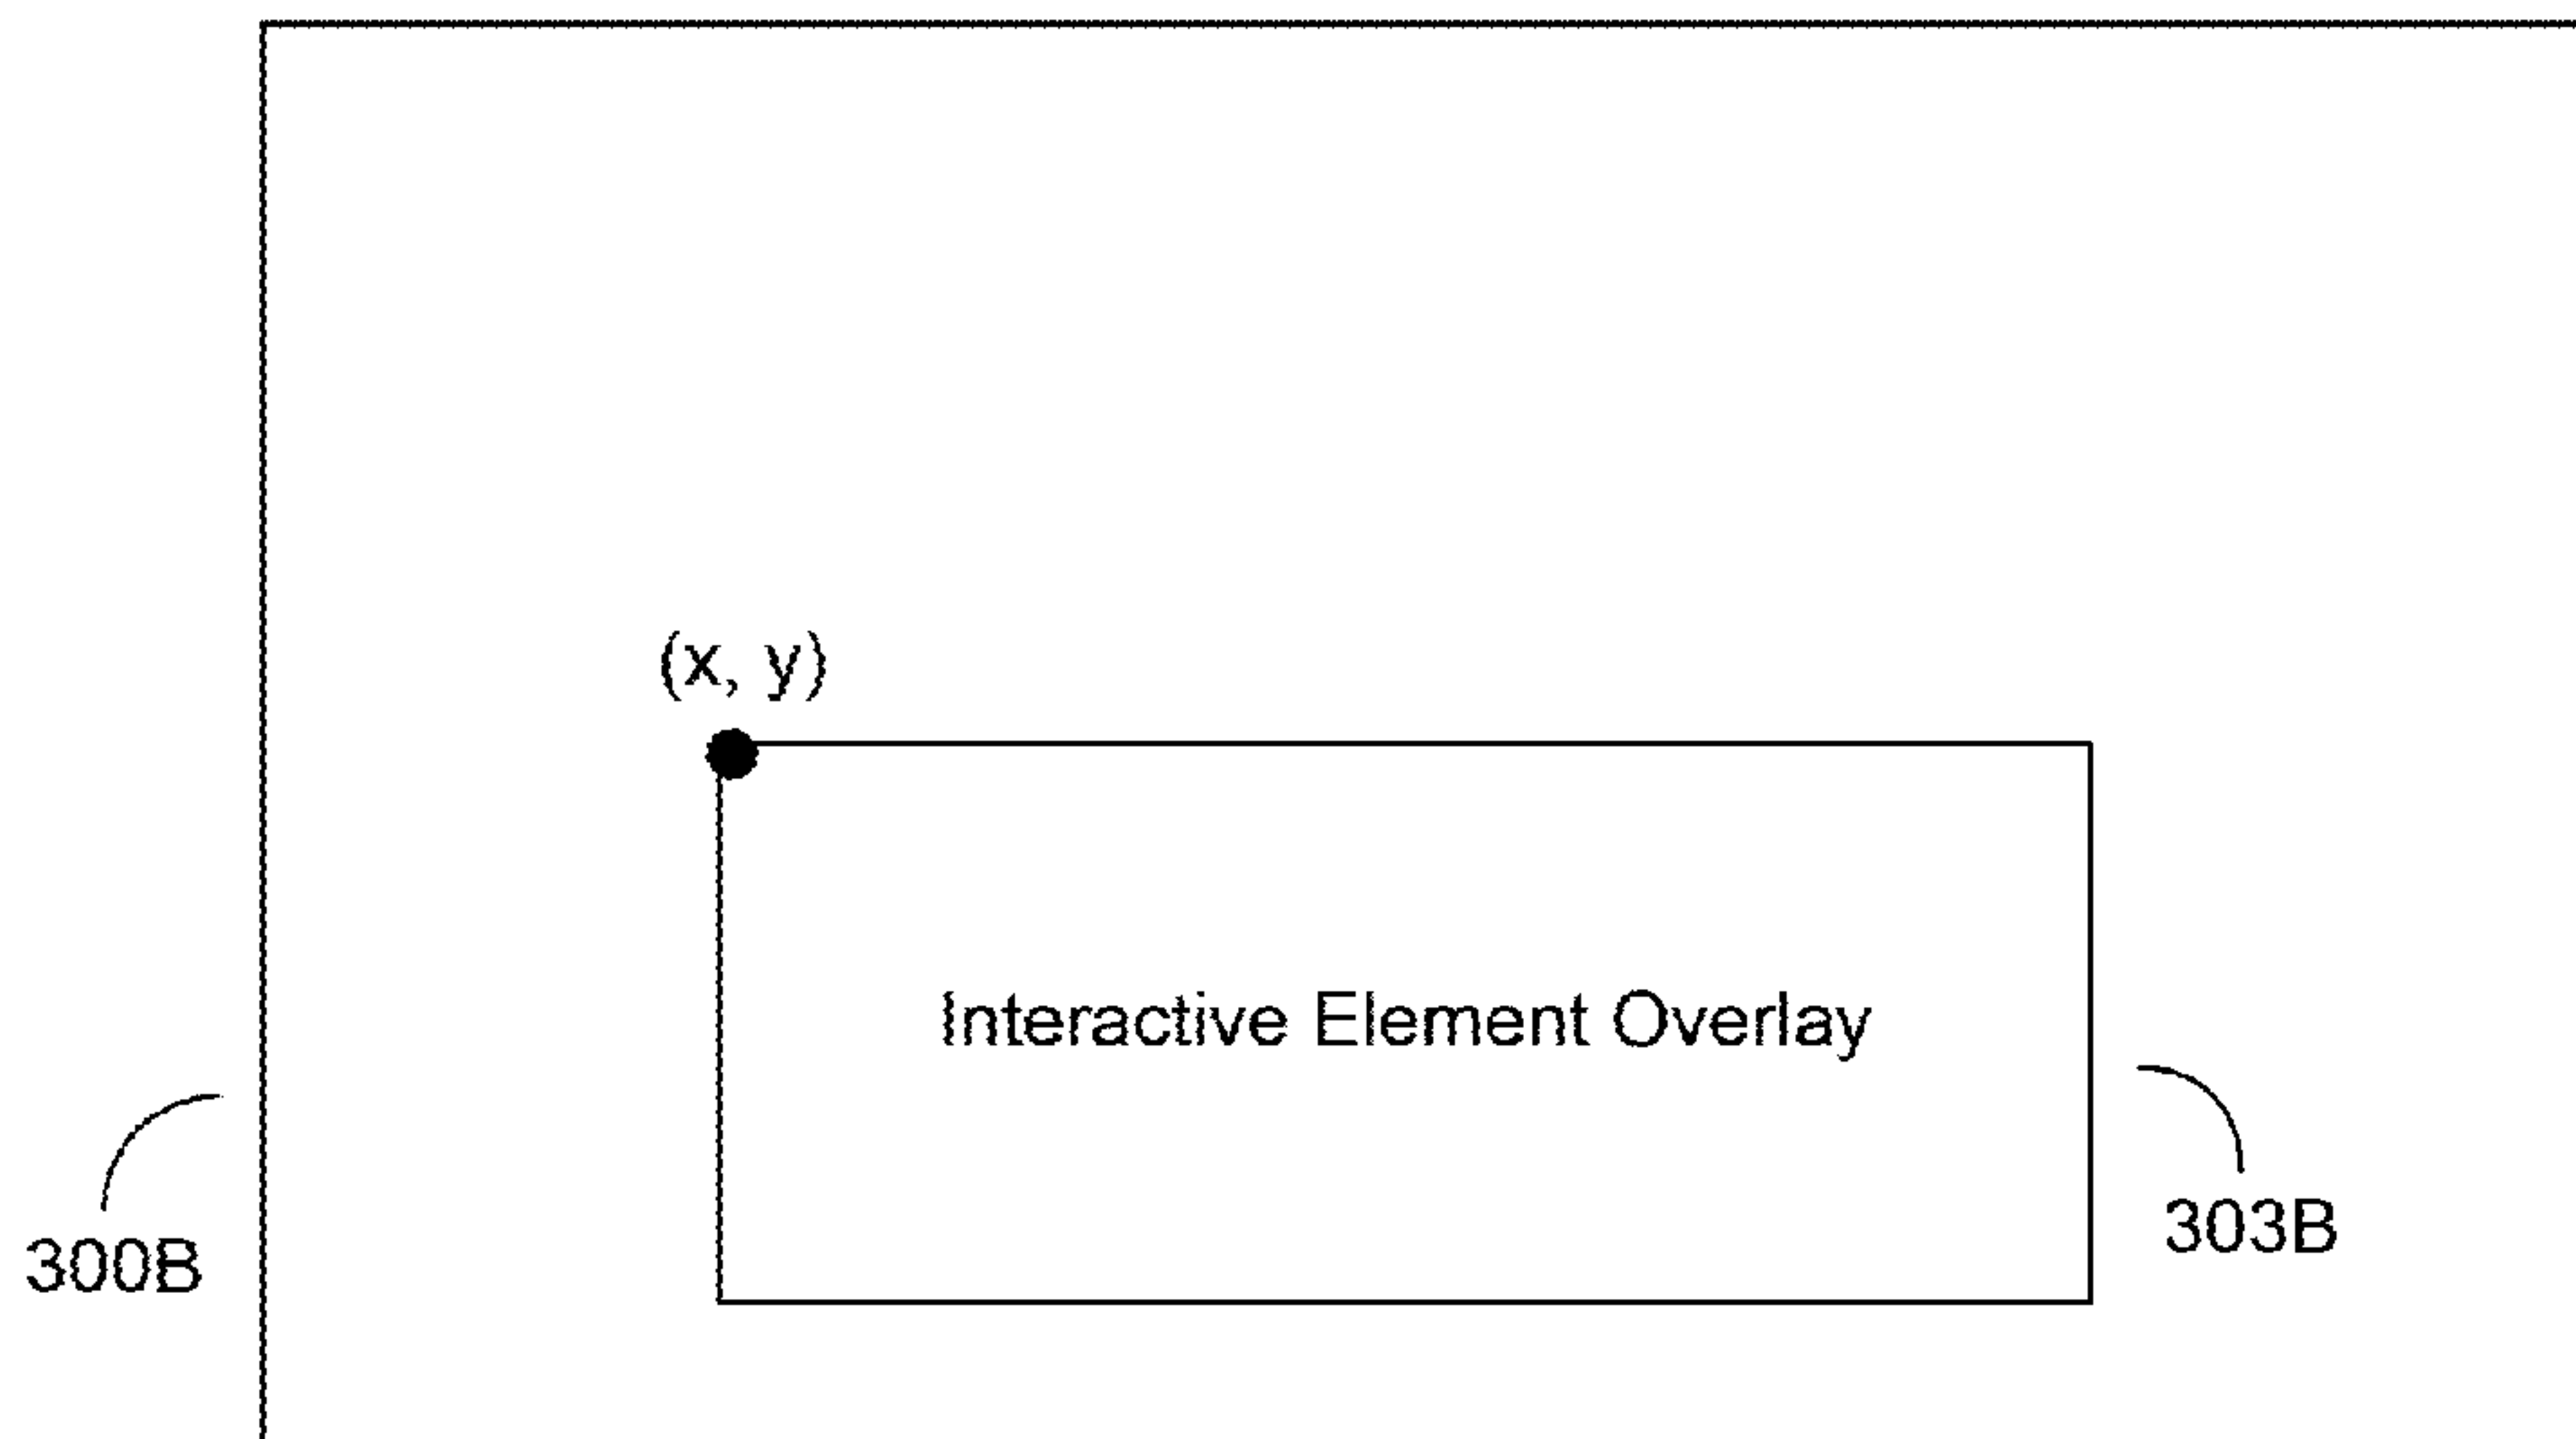 (x, y)
Interactive Element Overlay
303B
300B